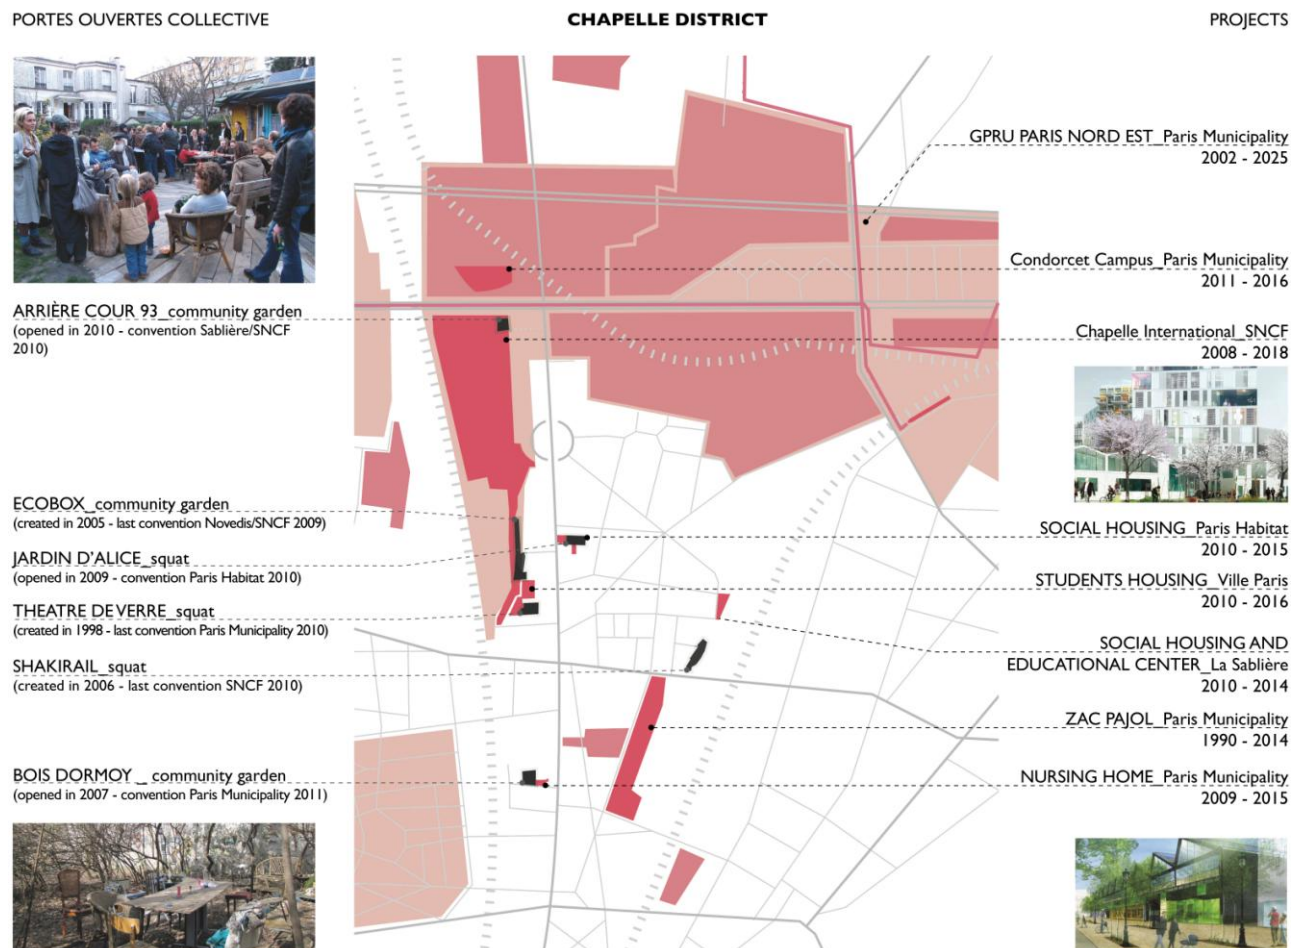 PORTES OUVERTES COLLECTIVE
CHAPELLE DISTRICT
PROJECTS
ARRIÈRE COUR 93_community garden
(opened in 2010 - convention Sablière/SNCF
2010)
ECOBOX_community garden
(created in 2005 - last convention Novedis/SNCF 2009)
JARDIN D'ALICE_squat
(opened in 2009 - convention Paris Habitat 2010)
THEATRE DE VERRE_squat
(created in 1998 - last convention Paris Municipality 2010)
SHAKIRAIL_squat
(created in 2006 - last convention SNCF 2010)
BOIS DORMOY _ community garden
(opened in 2007 - convention Paris Municipality 2011)
GPRU PARIS NORD EST_Paris Municipality
2002 - 2025
Condorcet Campus_Paris Municipality
2011 - 2016
Chapelle International_SNCF
2008 - 2018
SOCIAL HOUSING_Paris Habitat
2010 - 2015
STUDENTS HOUSING_Ville Paris
2010 - 2016
SOCIAL HOUSING AND
EDUCATIONAL CENTER_La Sablière
2010 - 2014
ZAC PAJOL_Paris Municipality
1990 - 2014
NURSING HOME_Paris Municipality
2009 - 2015